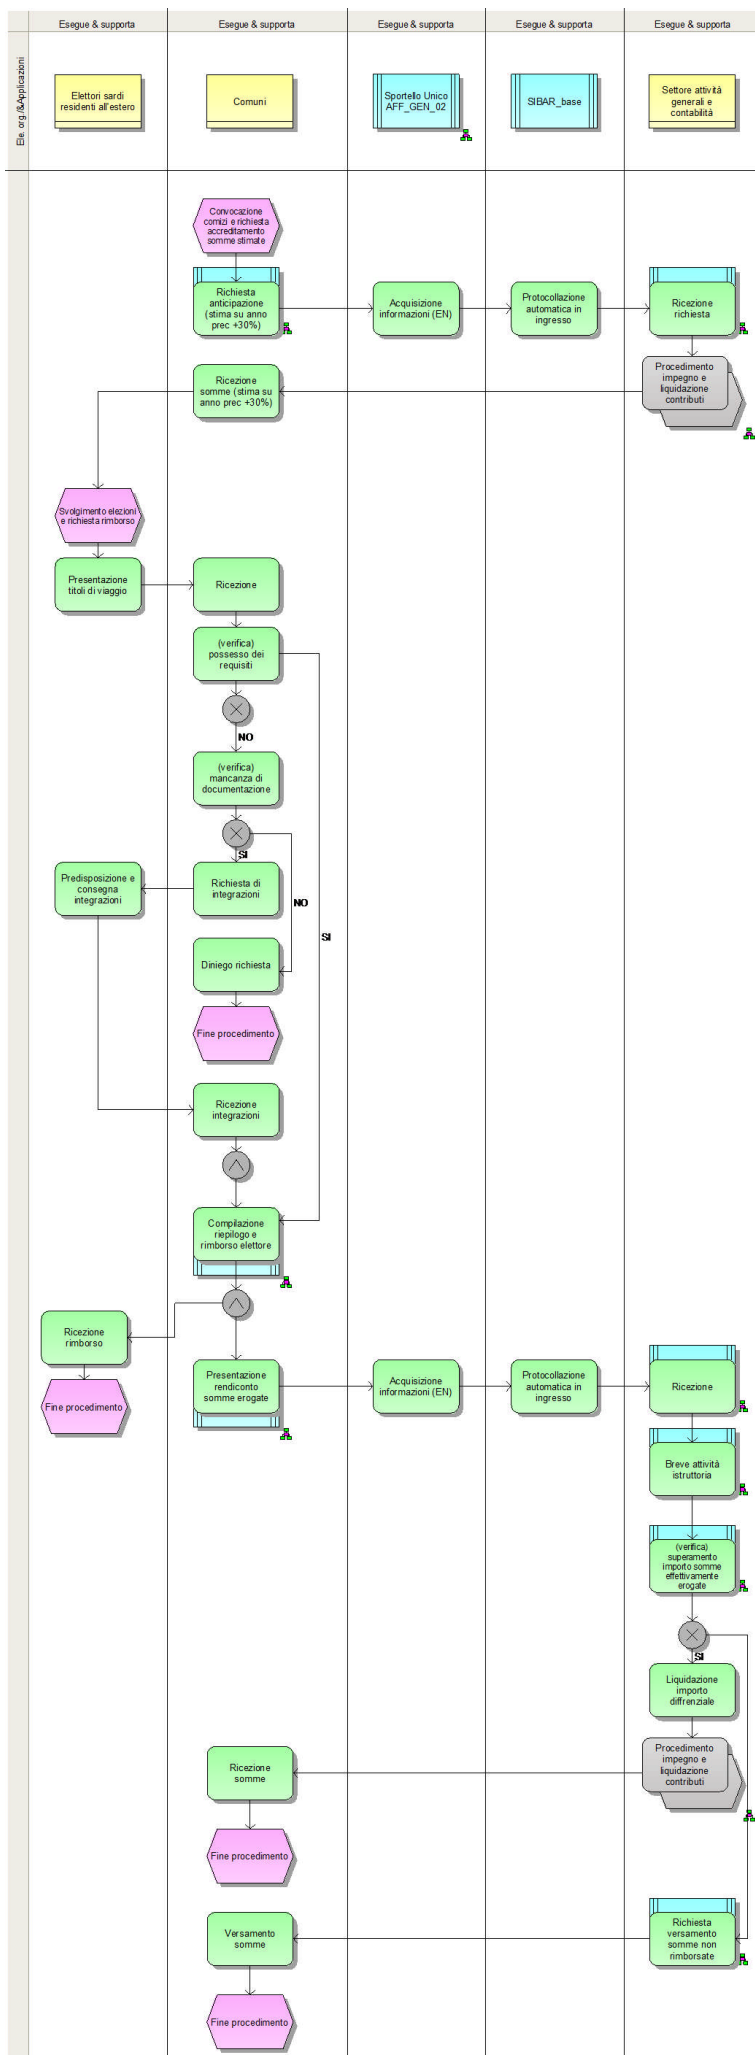 Esegue & supporta
Esegue & supporta
Esegue & supporta
Esegue & supporta
Esegue & supporta
Ele. org./&Applicazioni
Elettori sardi
residenti all'estero
Comuni
Sportello Unico
AFF_GEN_02
SIBAR_base
Settore attività
generali e
contabilità
Convocazione
comizi e richiesta
accreditamento
somme stimate
Richiesta
anticipazione
(stima su anno
prec +30%)
Acquisizione
informazioni (EN)
Protocollazione
automatica in
ingresso
Ricezione
richiesta
Ricezione
somme (stima su
anno prec +30%)
Procedimento
impegno e
liquidazione
contributi
Svolgimento elezioni
e richiesta rimborso
Presentazione
titoli di viaggio
Ricezione
(verifica)
possesso dei
requisiti
NO
(verifica)
mancanza di
documentazione
SI
Predisposizione e
consegna
integrazioni
Richiesta di
integrazioni
NO
SI
Diniego richiesta
Fine procedimento
Ricezione
integrazioni
Compilazione
riepilogo e
rimborso elettore
Ricezione
rimborso
Fine procedimento
Presentazione
rendiconto
somme erogate
Acquisizione
informazioni (EN)
Protocollazione
automatica in
ingresso
Ricezione
Breve attività
istruttoria
(verifica)
superamento
importo somme
effettivamente
erogate
SI
Liquidazione
importo
diffrenziale
Ricezione
somme
Procedimento
impegno e
liquidazione
contributi
Fine procedimento
Versamento
somme
Richiesta
versamento
somme non
rimborsate
Fine procedimento